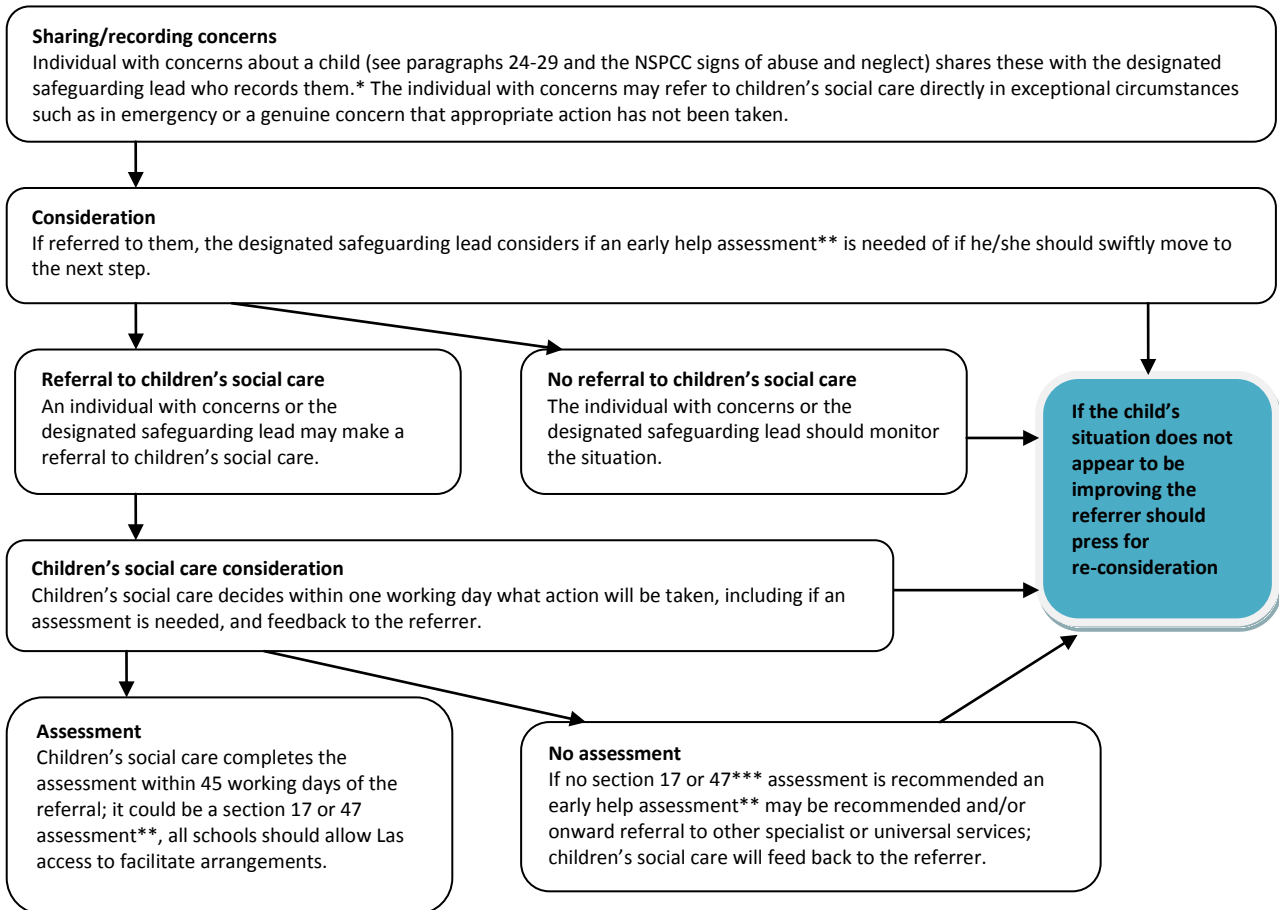 Sharing/recording concerns
Individual with concerns about a child (see paragraphs 24-29 and the NSPCC signs of abuse and neglect) shares these with the designated
safeguarding lead who records them.* The individual with concerns may refer to children’s social care directly in exceptional circumstances
such as in emergency or a genuine concern that appropriate action has not been taken.
Consideration
If referred to them, the designated safeguarding lead considers if an early help assessment** is needed of if he/she should swiftly move to
the next step.
Referral to children’s social care
An individual with concerns or the
designated safeguarding lead may make a
referral to children’s social care.
No referral to children’s social care
The individual with concerns or the
designated safeguarding lead should monitor
the situation.
If the child’s
situation does not
appear to be
improving the
referrer should
press for
re-consideration
Children’s social care consideration
Children’s social care decides within one working day what action will be taken, including if an
assessment is needed, and feedback to the referrer.
Assessment
Children’s social care completes the
assessment within 45 working days of the
referral; it could be a section 17 or 47
assessment**, all schools should allow Las
access to facilitate arrangements.
No assessment
If no section 17 or 47*** assessment is recommended an
early help assessment** may be recommended and/or
onward referral to other specialist or universal services;
children’s social care will feed back to the referrer.